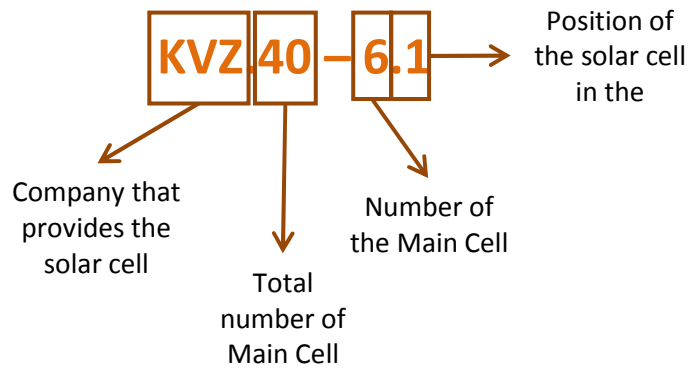 KVZ.40 – 6.1
Position of
the solar cell
in the
Company that
provides the
solar cell
Number of
the Main Cell
Total
number of
Main Cell